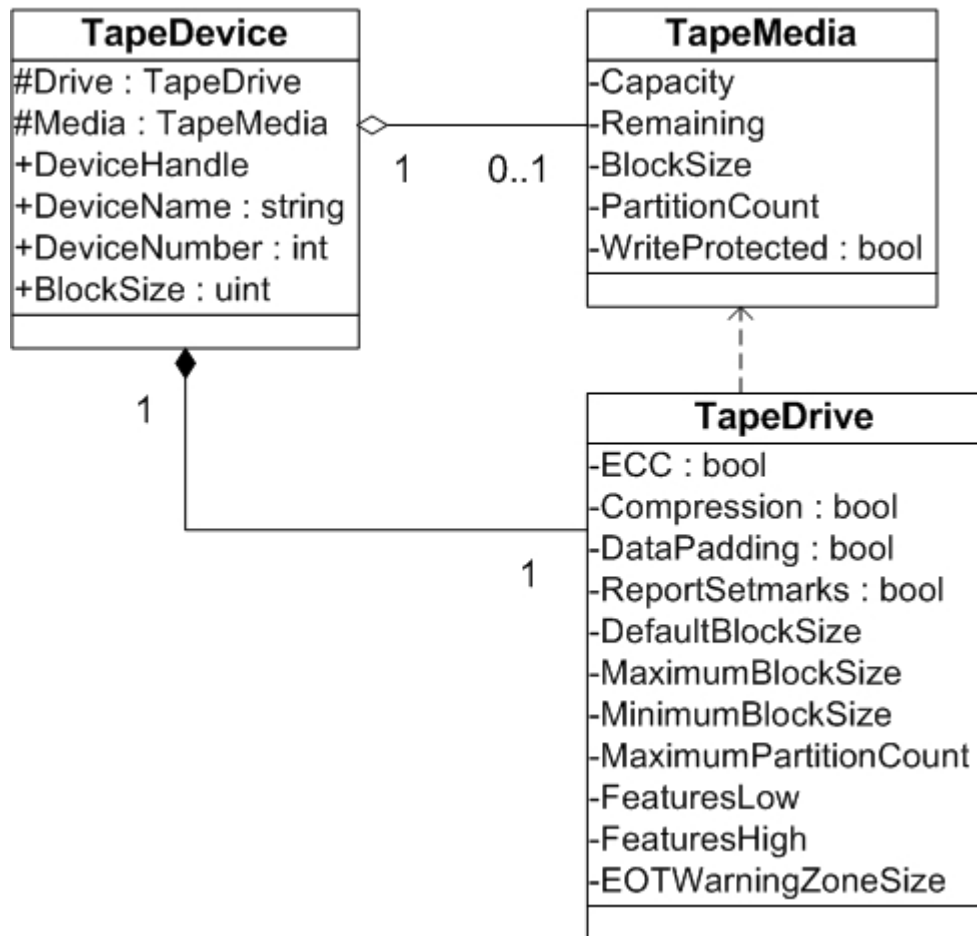 TapeDevice
#Drive : TapeDrive
#Media : TapeMedia
+DeviceHandle
+DeviceName : string
+DeviceNumber : int
+BlockSize : uint
1
0..1
TapeMedia
-Capacity
-Remaining
-BlockSize
-PartitionCount
-WriteProtected : bool
1
1
TapeDrive
-ECC : bool
-Compression : bool
-DataPadding : bool
-ReportSetmarks : bool
-DefaultBlockSize
-MaximumBlockSize
-MinimumBlockSize
-MaximumPartitionCount
-FeaturesLow
-FeaturesHigh
-EOTWarningZoneSize